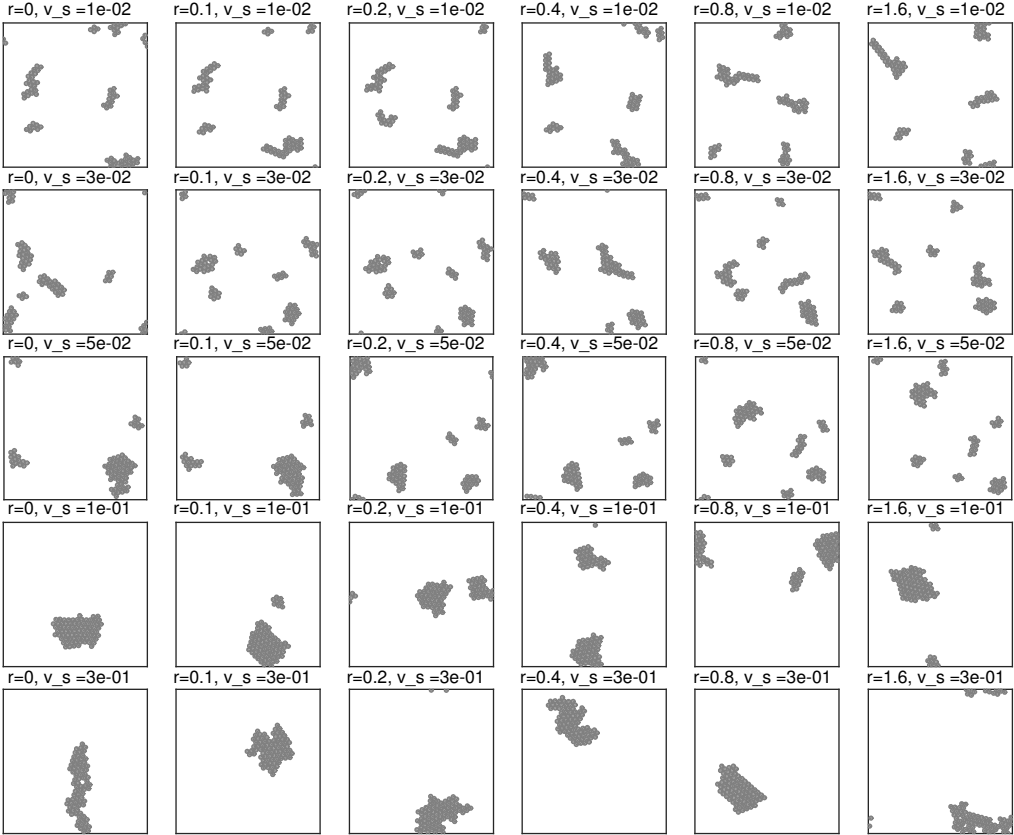 r=0, v_s =1e-02 r=0.1, v_s =1e-02 r=0.2, v_s =1e-02 r=0.4, v_s =1e-02 r=0.8, v_s =1e-02 r=1.6, v_s =1e-02
r=0, v_s =3e-02 r=0.1, v_s =3e-02 r=0.2, v_s =3e-02 r=0.4, v_s =3e-02 r=0.8, v_s =3e-02 r=1.6, v_s =3e-02
r=0, v_s =5e-02 r=0.1, v_s =5e-02 r=0.2, v_s =5e-02 r=0.4, v_s =5e-02 r=0.8, v_s =5e-02 r=1.6, v_s =5e-02
r=0, v_s =1e-01 r=0.1, v_s =1e-01 r=0.2, v_s =1e-01 r=0.4, v_s =1e-01 r=0.8, v_s =1e-01 r=1.6, v_s =1e-01
r=0, v_s =3e-01 r=0.1, v_s =3e-01 r=0.2, v_s =3e-01 r=0.4, v_s =3e-01 r=0.8, v_s =3e-01 r=1.6, v_s =3e-01